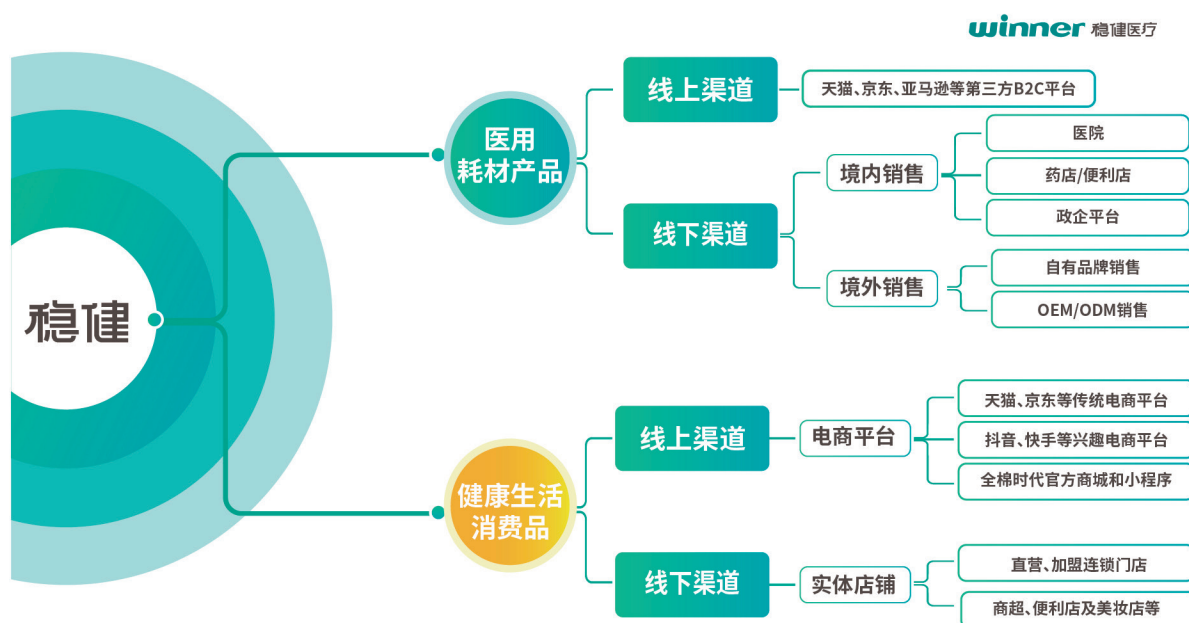 winner 稳健医疗
稳健
医用
耗材产品
线上渠道
天猫、京东、亚马逊等第三方B2C平台
线下渠道
境内销售
医院
药店/便利店
政企平台
境外销售
自有品牌销售
OEM/ODM销售
健康生活
消费品
线上渠道
电商平台
天猫、京东等传统电商平台
抖音、快手等兴趣电商平台
全棉时代官方商城和小程序
线下渠道
实体店铺
直营、加盟连锁门店
商超、便利店及美妆店等